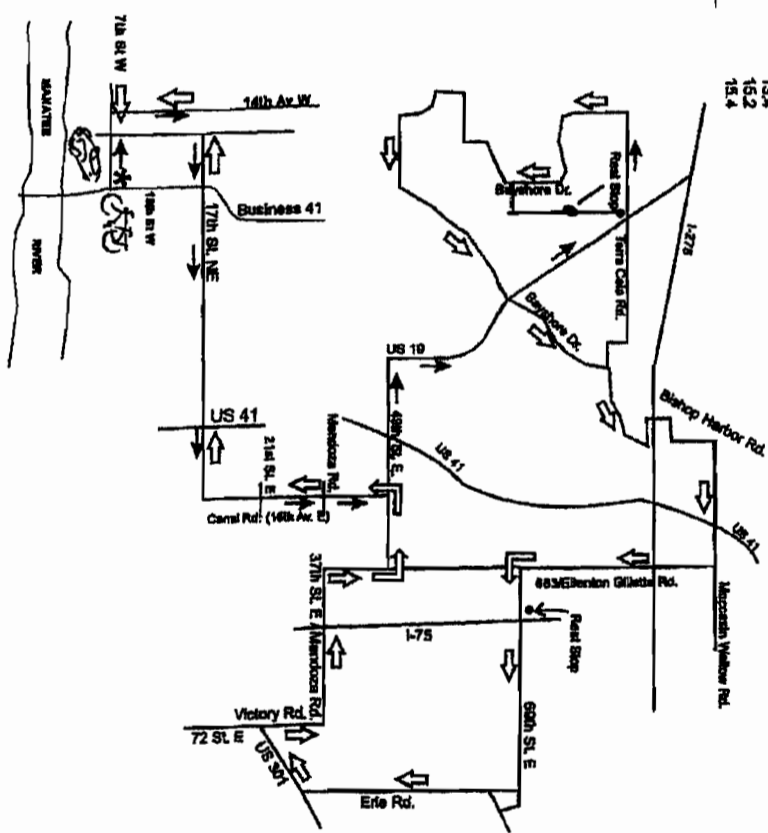 15.2
15.4
7th St W
MANATEE
RIVER
14th Av W
13th St W
17th St. NE
Business 41
US 41
21st St. E
Mendoza Rd.
Canal Rd. (16th Av. E)
US 19
49th St. E.
Bayshore Dr.
Rest Stop
Terra Ceia Rd.
Bayshore Dr.
I-275
Bishop Harbor Rd.
US 41
US 41
Moccasin Wallow Rd.
683/Ellenton Gillette Rd.
Rest Stop
I-75
37th St. E / Mendoza Rd.
69th St. E
Victory Rd.
72 St. E
US 301
Erie Rd.